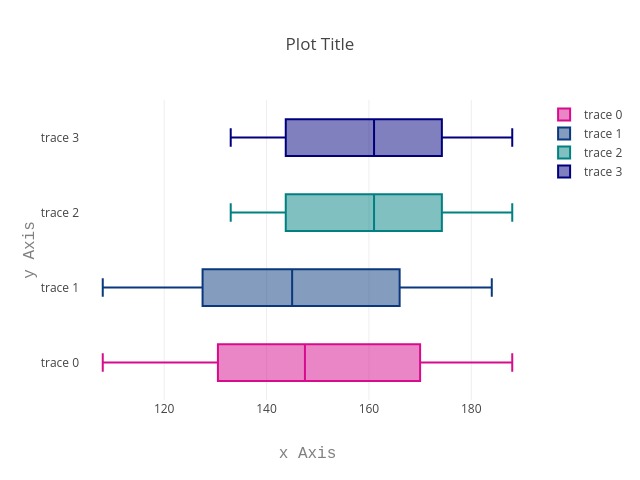 Plot Title
trace 3
trace 2
trace 1
trace 0
y Axis
120 140 160 180
x Axis
trace 0
trace 1
trace 2
trace 3